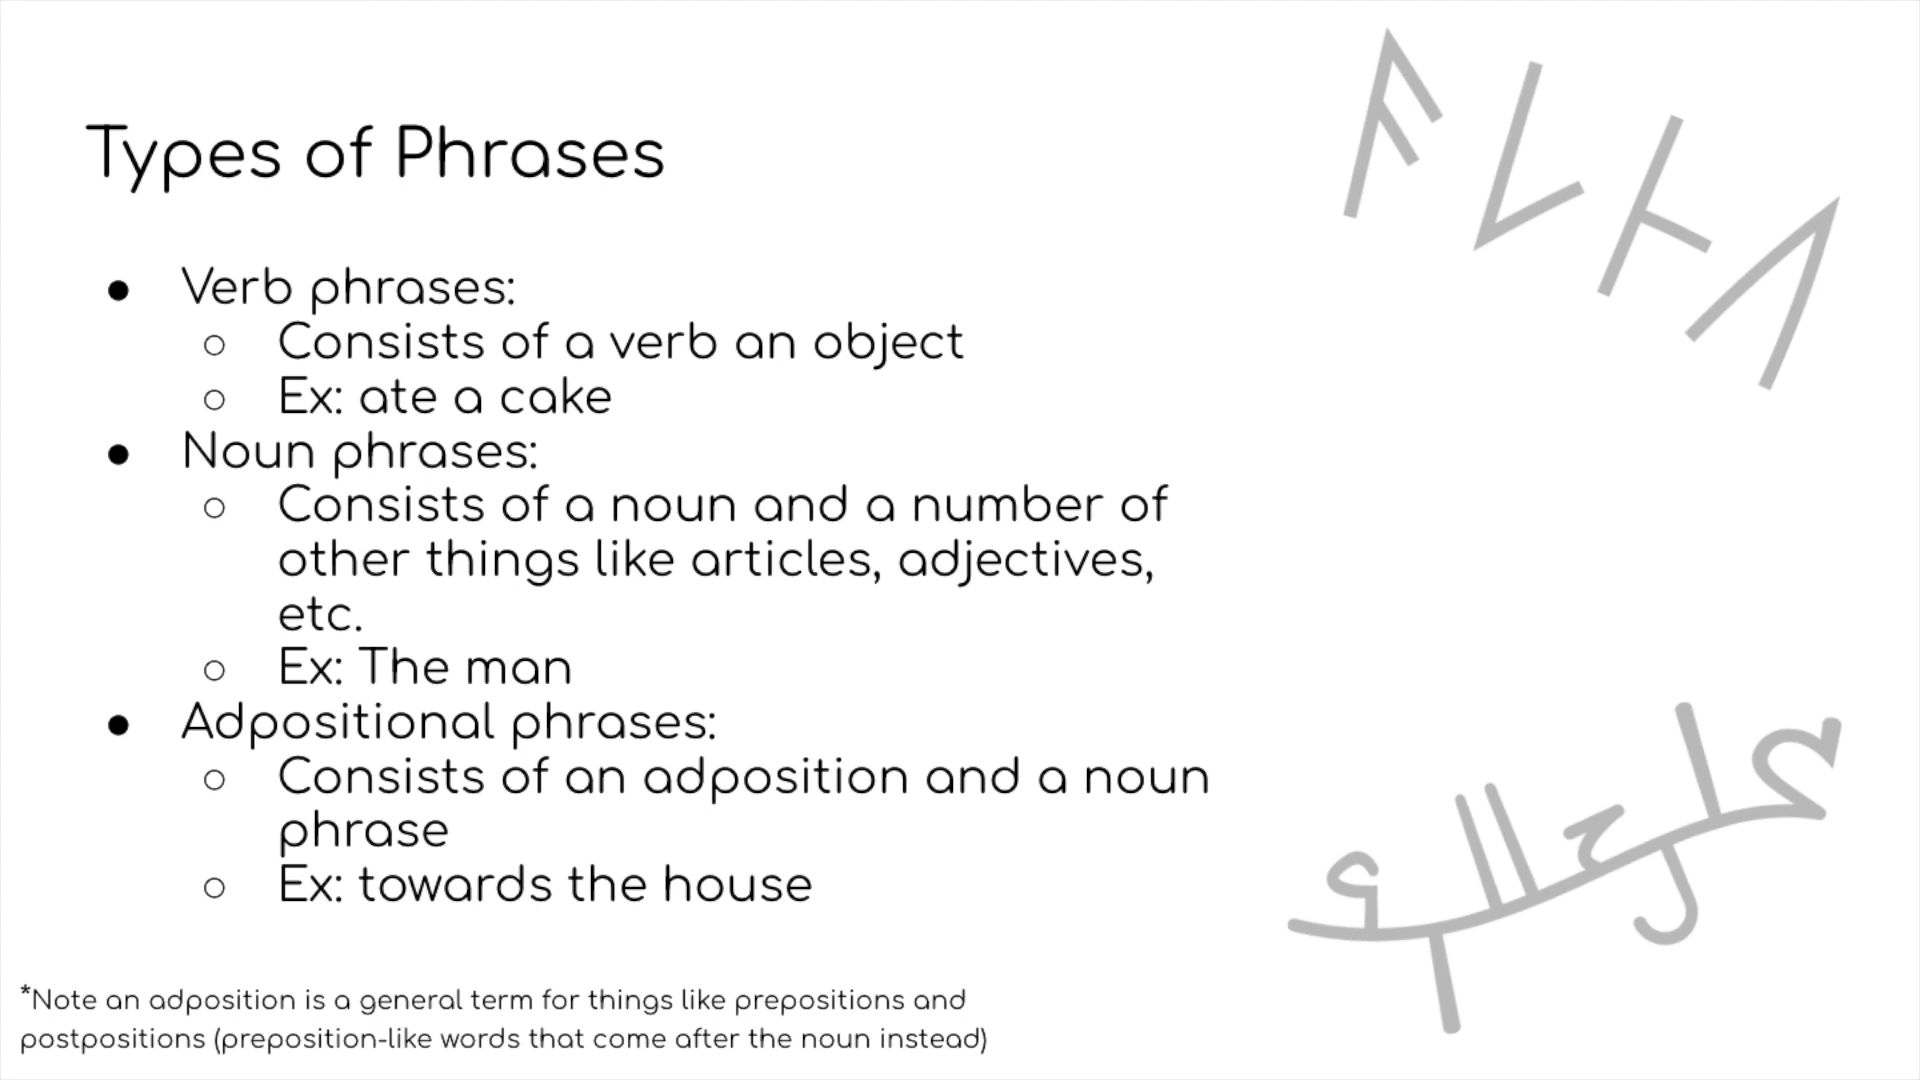 Types of Phrases
● Verb phrases:
○ Consists of a verb an object
○ Ex: ate a cake
● Noun phrases:
○ Consists of a noun and a number of
other things like articles, adjectives,
etc.
○ Ex: The man
● Adpositional phrases:
○ Consists of an adposition and a noun
phrase
○ Ex: towards the house
*Note an adposition is a general term for things like prepositions and
postpositions (preposition-like words that come after the noun instead)